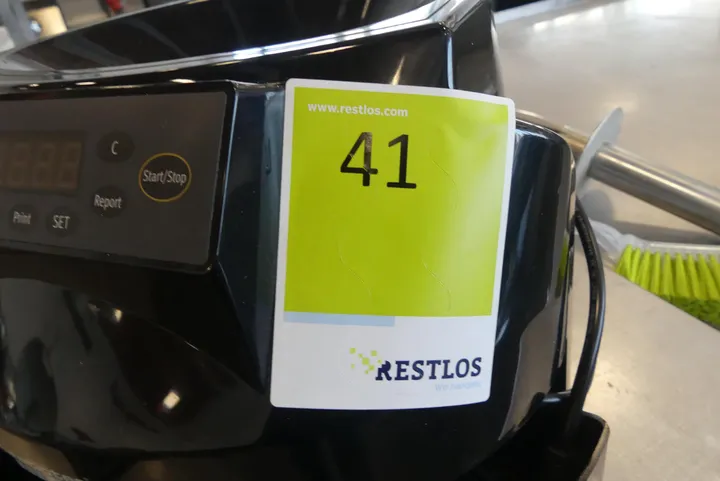 www.restlos.com
41
C
Start/Stop
Report
Print
SET
RESTLOS